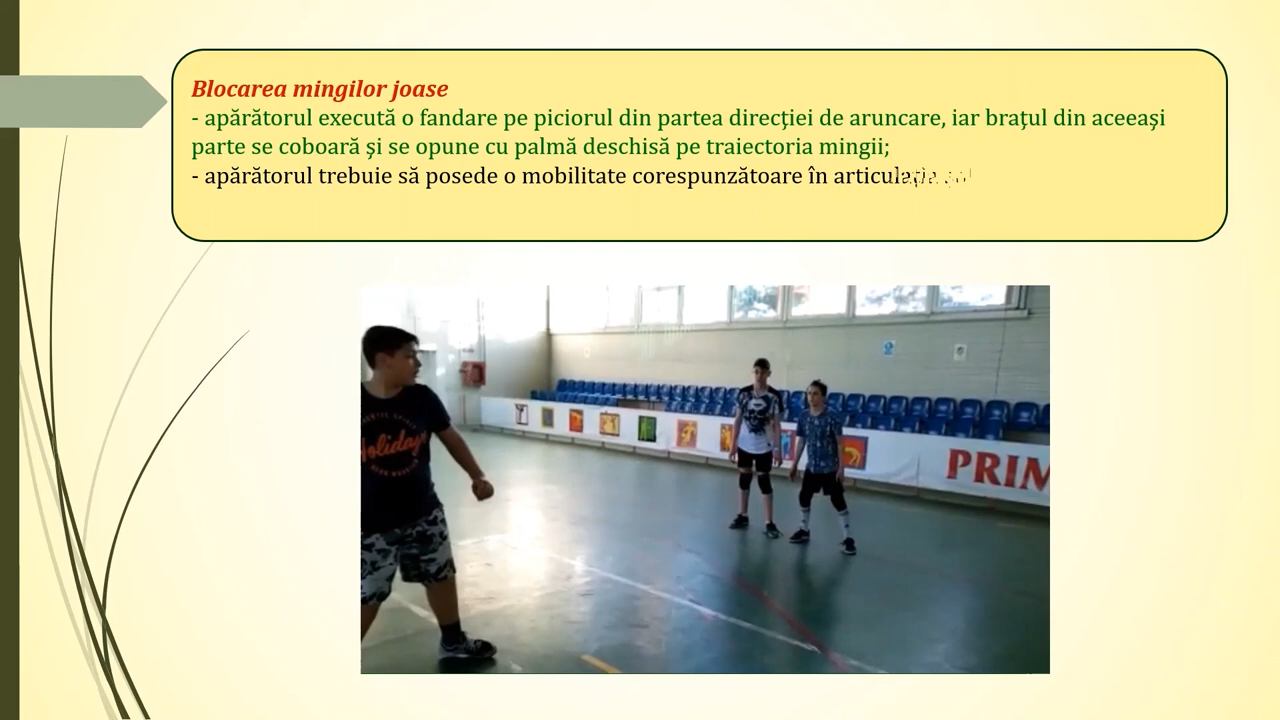 Blocarea mingilor joase
- apărătorul execută o fandare pe piciorul din partea direcţiei de aruncare, iar braţul din aceeaşi
parte se coboară şi se opune cu palmă deschisă pe traiectoria mingii;
- apărătorul trebuie să posede o mobilitate corespunzătoare în
Holidays
PRIM